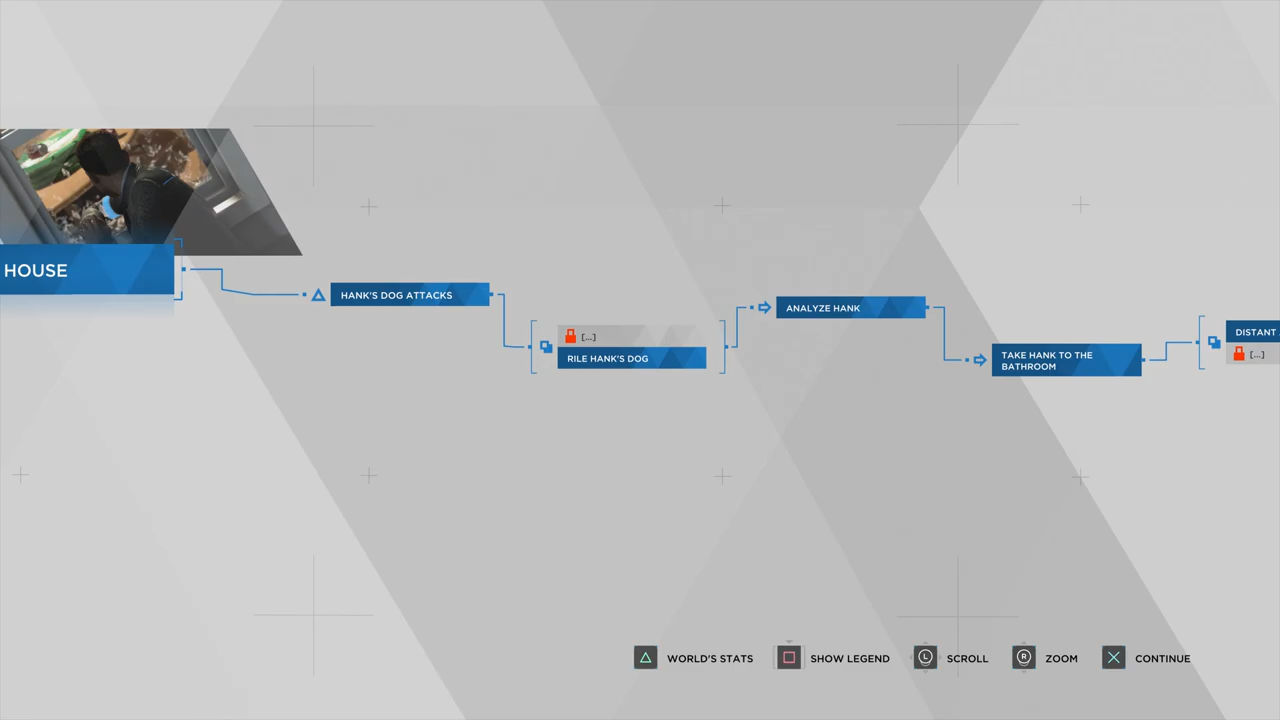 HOUSE
HANK'S DOG ATTACKS
[...]
RILE HANK'S DOG
ANALYZE HANK
TAKE HANK TO THE
BATHROOM
DISTANT
[...]
WORLD'S STATS
SHOW LEGEND
L
SCROLL
R
ZOOM
CONTINUE